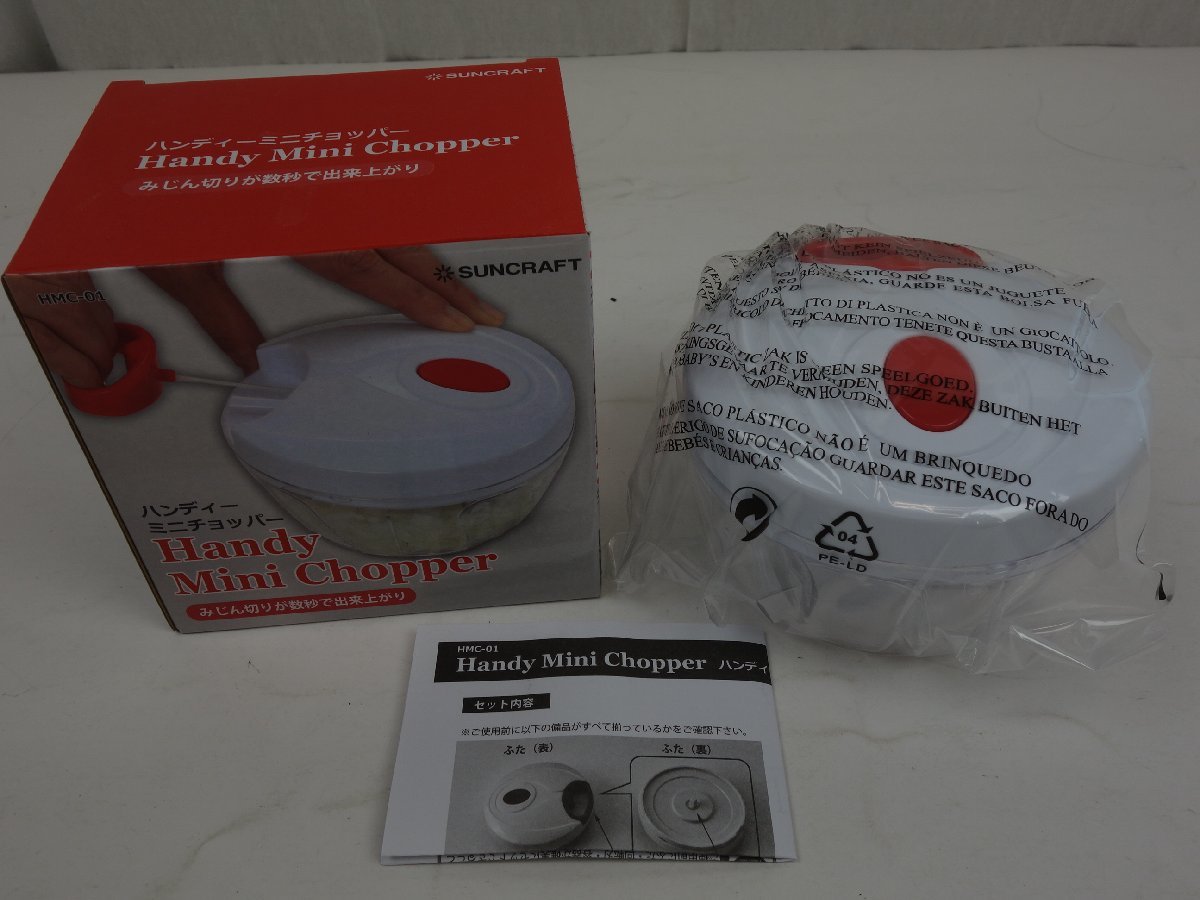 SUNCRAFT
ハンディーミニチョッパー
Handy Mini Chopper
みじん切りが数秒で出来上がり
SUNCRAFT
HMC-01
ハンディー
ミニチョッパー
Handy
Mini Chopper
みじん切りが数秒で出来上がり
PLÁSTICO NO ES UN JUGUETE
GUARDE ESTA BOLSA FUERA
DI PLASTICA NON È UN GIOCATTOLO.
TENETE QUESTA BUSTA ALLA
ZAK IS EEN SPEELGOED.
DEZE ZAK BUITEN HET
KINDEREN HOUDEN.
SACO PLÁSTICO NÃO É UM BRINQUEDO
DE SUFOCAÇÃO GUARDAR ESTE SACO FORA DO
BEBÉS CRIANÇAS.
04
PE-LD
HMC-01
Handy Mini Chopper ハンディ
セット内容
※ご使用前に以下の備品がすべて揃っているかをご確認下さい。
ふた（表） ふた（裏）